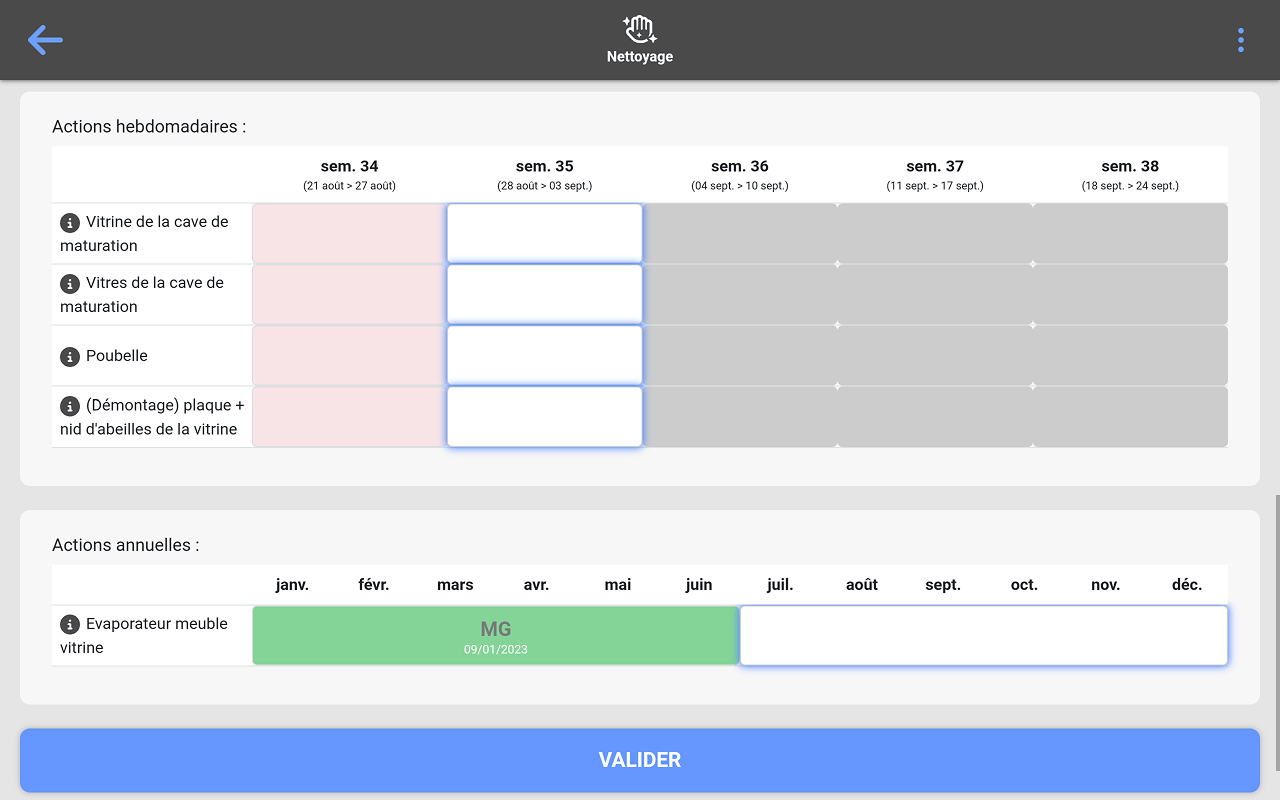 Nettoyage
Actions hebdomadaires :
sem. 34 sem. 35 sem. 36 sem. 37 sem. 38
(21 août > 27 août) (28 août > 03 sept.) (04 sept. > 10 sept.) (11 sept. > 17 sept.) (18 sept. > 24 sept.)
Vitrine de la cave de
maturation
Vitres de la cave de
maturation
Poubelle
(Démontage) plaque +
nid d'abeilles de la vitrine
Actions annuelles :
janv. févr. mars avr. mai juin juil. août sept. oct. nov. déc.
Evaporateur meuble
vitrine
MG
09/01/2023
VALIDER